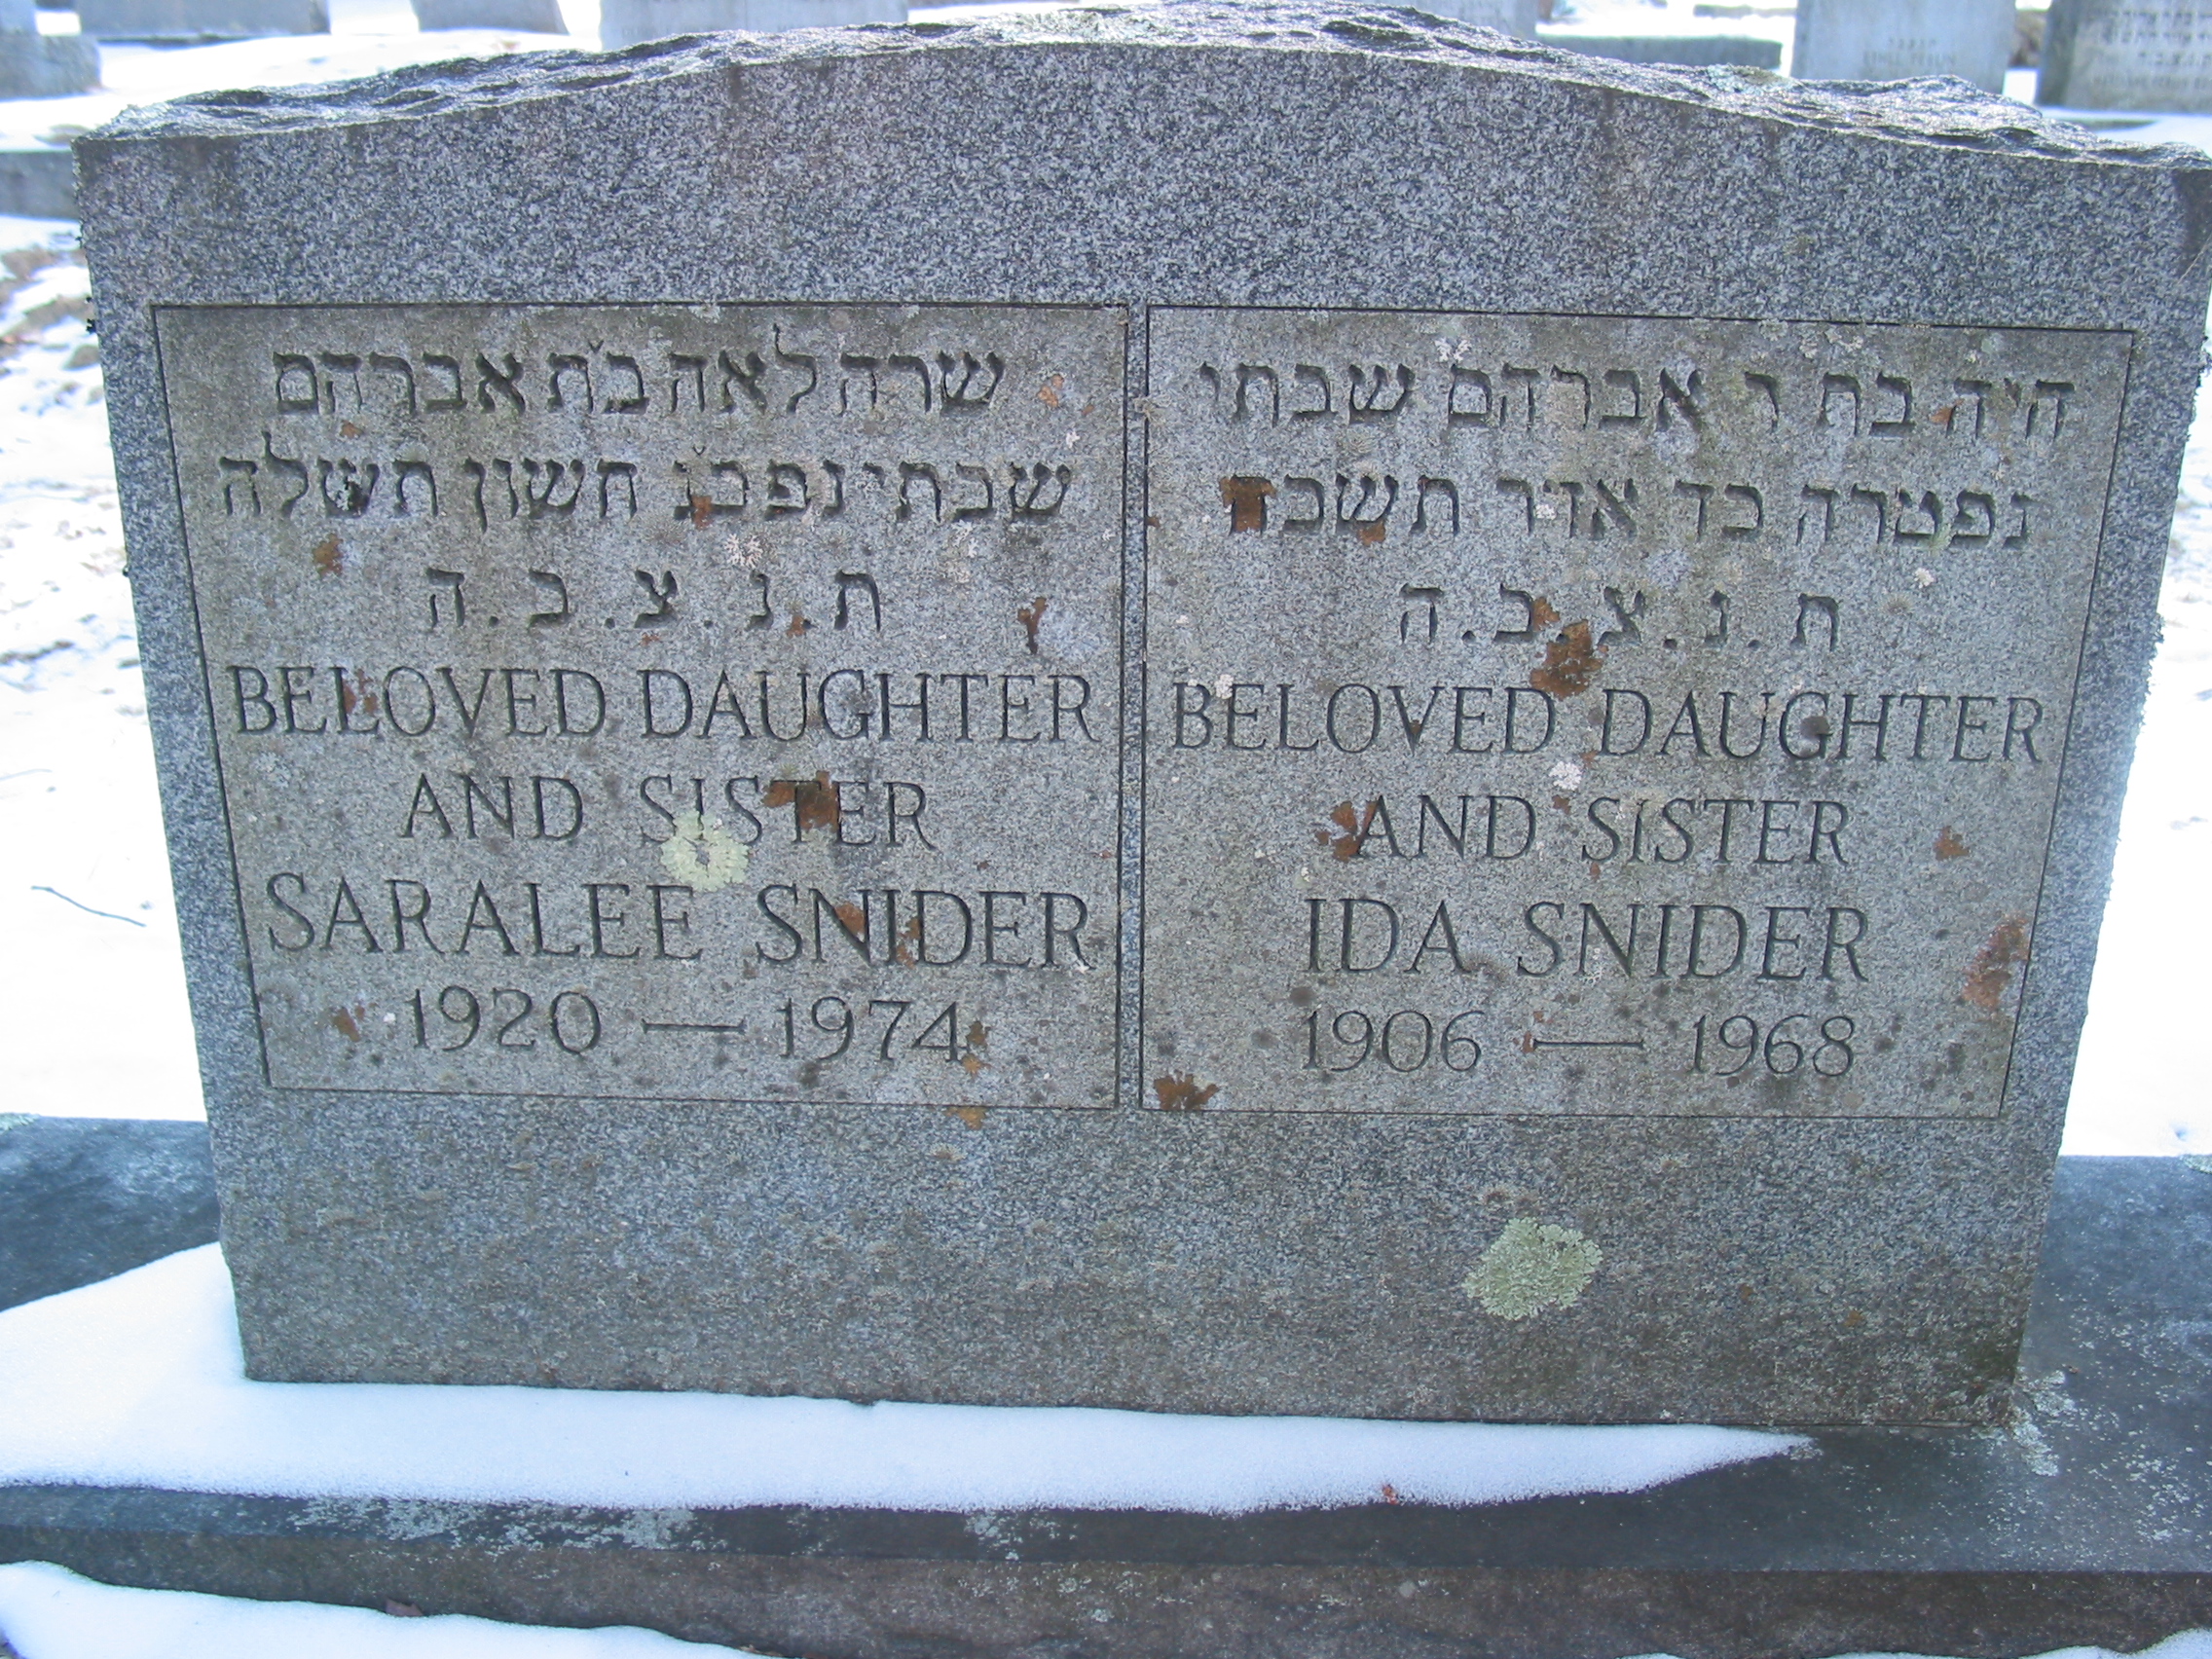 שרה לאה בת אברהם
שבתי נפ כ״ג חשון תשלה
ת.נ.צ.ב.ה
BELOVED DAUGHTER
AND SISTER
SARALEE SNIDER
1920 — 1974
חיה בת ר אברהם שבתי
נפטרה כד אדר תשכח
ת.נ.צ.ב.ה
BELOVED DAUGHTER
AND SISTER
IDA SNIDER
1906 — 1968